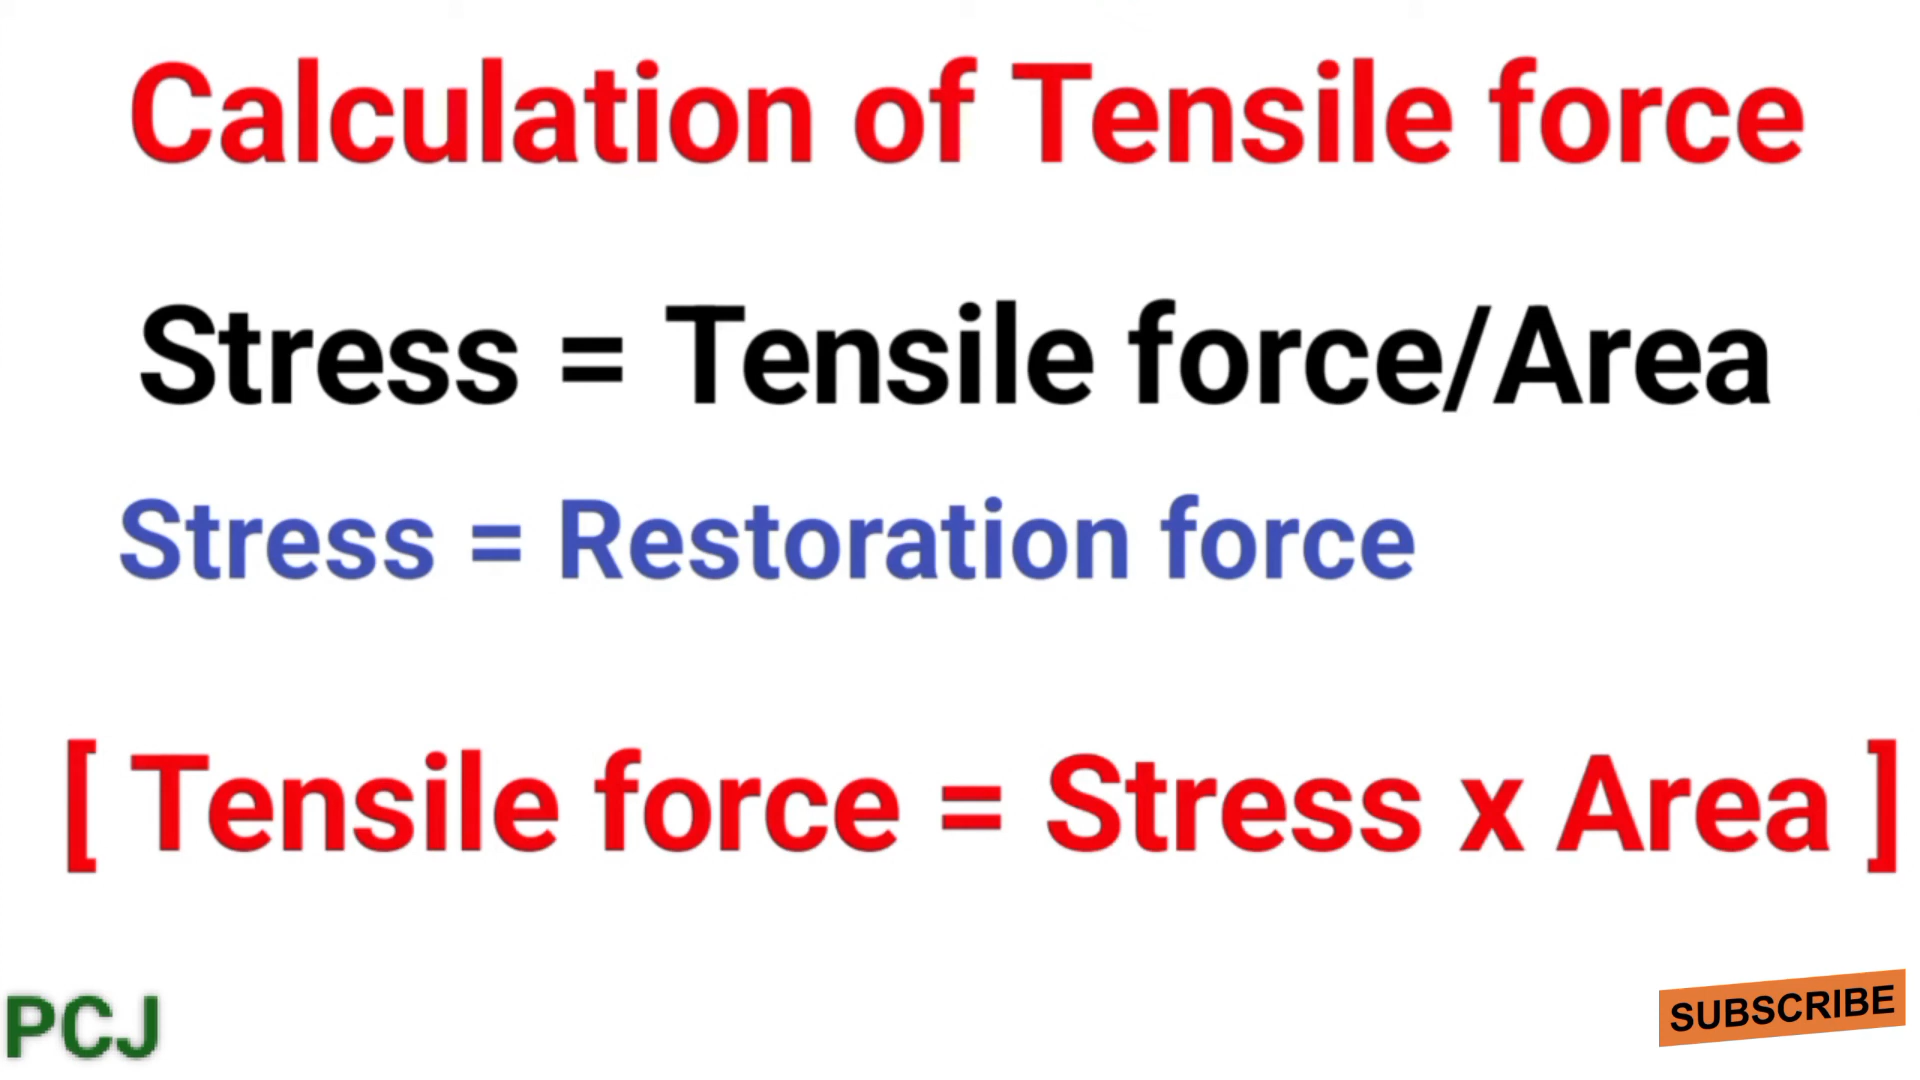 Calculation of Tensile force
Stress = Tensile force/Area
Stress = Restoration force
[ Tensile force = Stress x Area ]
PCJ
SUBSCRIBE